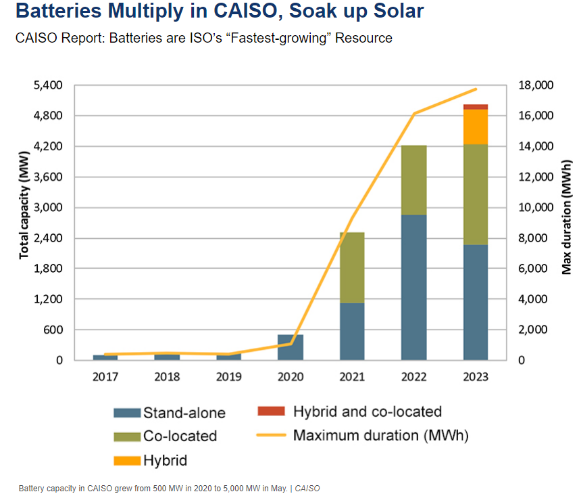 Batteries Multiply in CAISO, Soak up Solar
CAISO Report: Batteries are ISO's “Fastest-growing” Resource
5,400
4,800
4,200
3,600
3,000
2,400
1,800
1,200
600
0
Total capacity (MW)
18,000
16,000
14,000
12,000
10,000
8,000
6,000
4,000
2,000
0
Max duration (MWh)
2017 2018 2019 2020 2021 2022 2023
Stand-alone
Hybrid and co-located
Co-located
Maximum duration (MWh)
Hybrid
Battery capacity in CAISO grew from 500 MW in 2020 to 5,000 MW in May. | CAISO